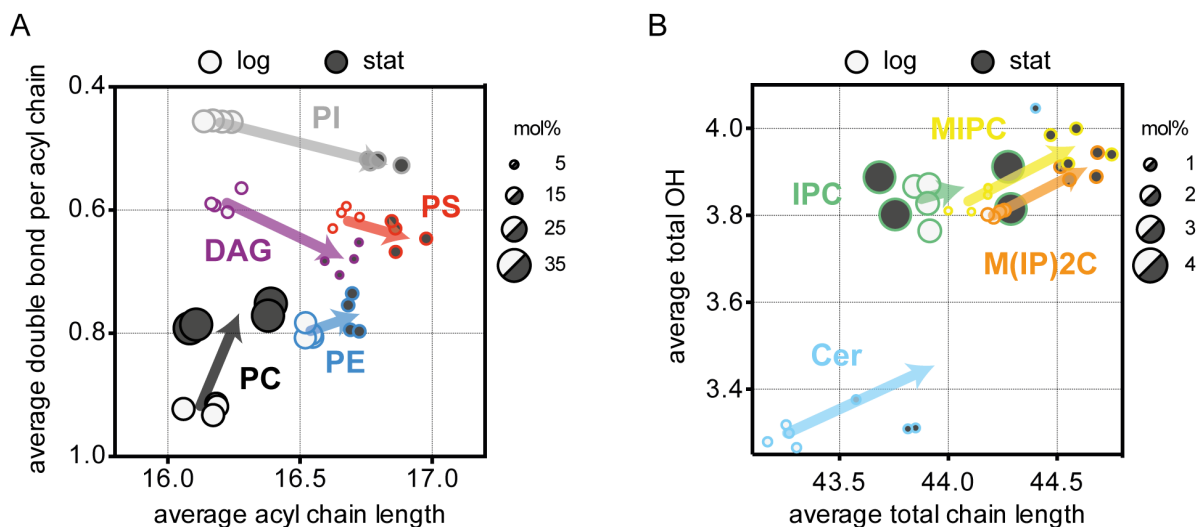 A
log
stat
average double bond per acyl chain
0.4
0.6
0.8
1.0
PI
PS
DAG
PC
PE
16.0
16.5
17.0
average acyl chain length
mol%
5
15
25
35
B
log
stat
average total OH
4.0
3.8
3.6
3.4
MIPC
IPC
M(IP)2C
Cer
43.5
44.0
44.5
average total chain length
mol%
1
2
3
4